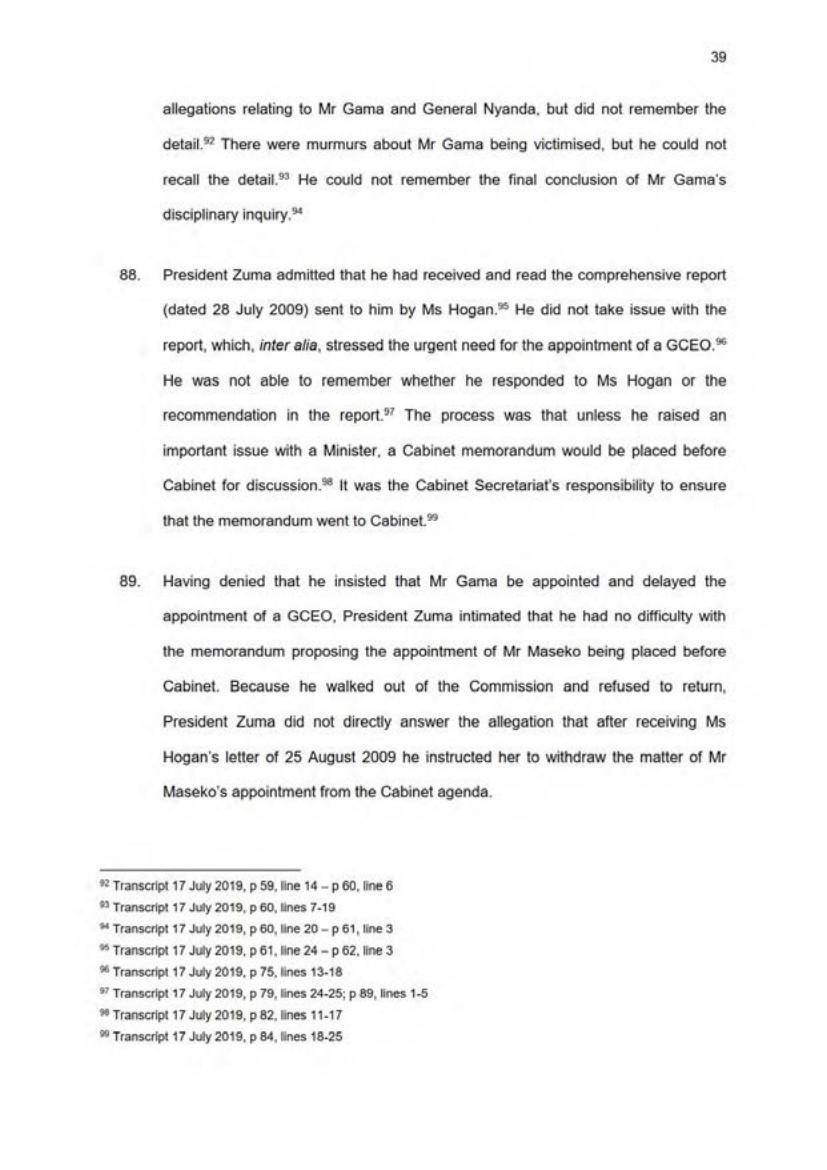 39
allegations relating to Mr Gama and General Nyanda, but did not remember the
detail.92 There were murmurs about Mr Gama being victimised, but he could not
recall the detail.93 He could not remember the final conclusion of Mr Gama's
disciplinary inquiry.94
88. President Zuma admitted that he had received and read the comprehensive report
(dated 28 July 2009) sent to him by Ms Hogan.95 He did not take issue with the
report, which, inter alia, stressed the urgent need for the appointment of a GCEO.96
He was not able to remember whether he responded to Ms Hogan or the
recommendation in the report.97 The process was that unless he raised an
important issue with a Minister, a Cabinet memorandum would be placed before
Cabinet for discussion.98 It was the Cabinet Secretariat's responsibility to ensure
that the memorandum went to Cabinet.99
89. Having denied that he insisted that Mr Gama be appointed and delayed the
appointment of a GCEO, President Zuma intimated that he had no difficulty with
the memorandum proposing the appointment of Mr Maseko being placed before
Cabinet. Because he walked out of the Commission and refused to return,
President Zuma did not directly answer the allegation that after receiving Ms
Hogan's letter of 25 August 2009 he instructed her to withdraw the matter of Mr
Maseko's appointment from the Cabinet agenda.
92 Transcript 17 July 2019, p 59, line 14 – p 60, line 6
93 Transcript 17 July 2019, p 60, lines 7-19
94 Transcript 17 July 2019, p 60, line 20 – p 61, line 3
95 Transcript 17 July 2019, p 61, line 24 – p 62, line 3
96 Transcript 17 July 2019, p 75, lines 13-18
97 Transcript 17 July 2019, p 79, lines 24-25; p 89, lines 1-5
98 Transcript 17 July 2019, p 82, lines 11-17
99 Transcript 17 July 2019, p 84, lines 18-25